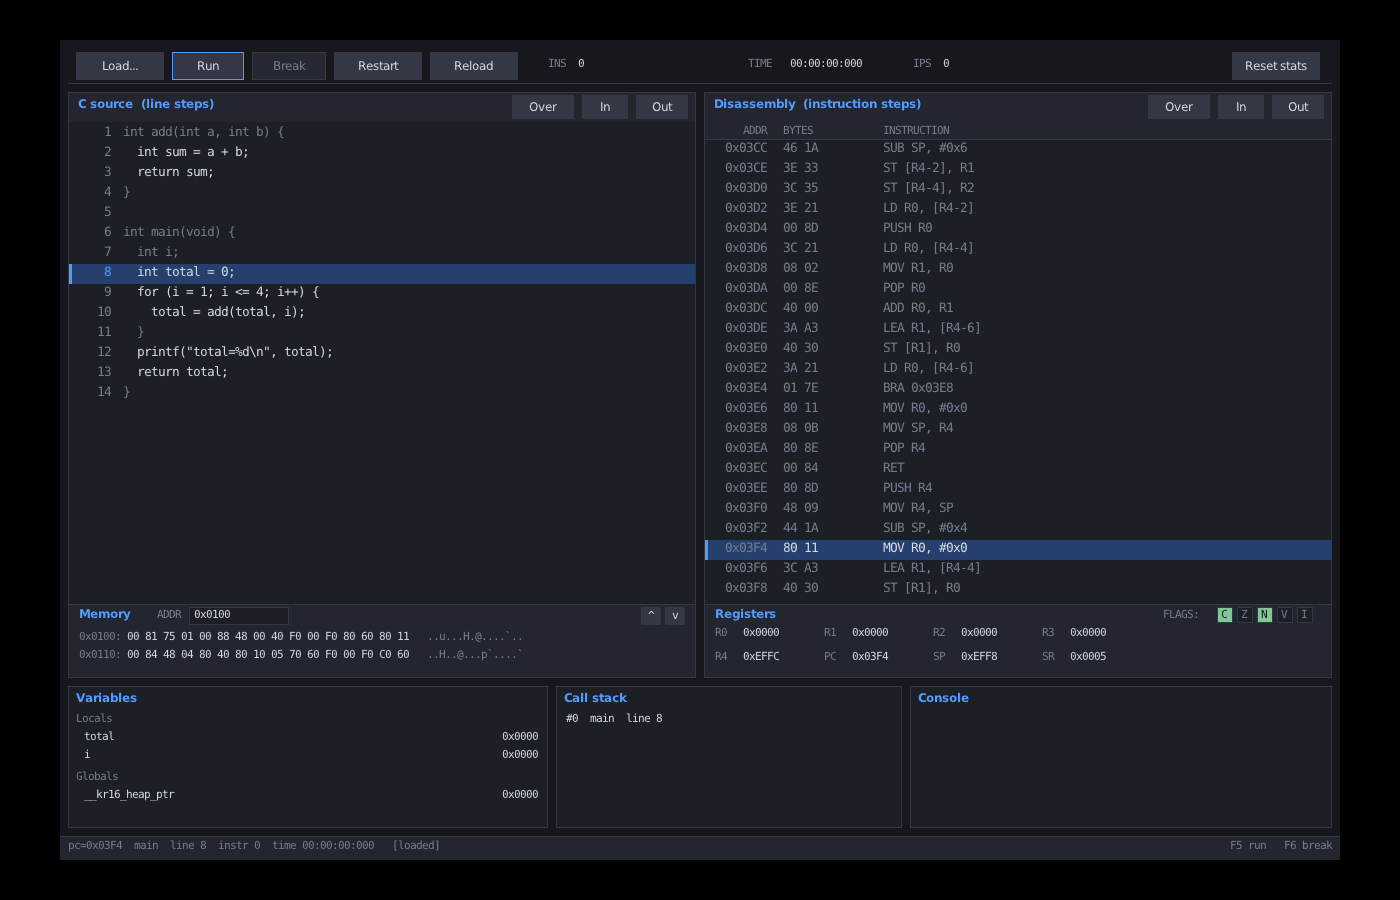 Load... Run Break Restart Reload INS 0 TIME 00:00:00:000 IPS 0 Reset stats
C source (line steps) Over In Out
1 int add(int a, int b) {
2 int sum = a + b;
3 return sum;
4 }
5
6 int main(void) {
7 int i;
8 int total = 0;
9 for (i = 1; i <= 4; i++) {
10 total = add(total, i);
11 }
12 printf("total=%d\n", total);
13 return total;
14 }
Memory ADDR 0x0100 ^ v
0x0100: 00 81 75 01 00 88 48 00 40 F0 00 F0 80 60 80 11 ..u...H.@....`..
0x0110: 00 84 48 04 80 40 80 10 05 70 60 F0 00 F0 C0 60 ..H..@...p`....`
Disassembly (instruction steps) Over In Out
ADDR BYTES INSTRUCTION
0x03CC 46 1A SUB SP, #0x6
0x03CE 3E 33 ST [R4-2], R1
0x03D0 3C 35 ST [R4-4], R2
0x03D2 3E 21 LD R0, [R4-2]
0x03D4 00 8D PUSH R0
0x03D6 3C 21 LD R0, [R4-4]
0x03D8 08 02 MOV R1, R0
0x03DA 00 8E POP R0
0x03DC 40 00 ADD R0, R1
0x03DE 3A A3 LEA R1, [R4-6]
0x03E0 40 30 ST [R1], R0
0x03E2 3A 21 LD R0, [R4-6]
0x03E4 01 7E BRA 0x03E8
0x03E6 80 11 MOV R0, #0x0
0x03E8 08 0B MOV SP, R4
0x03EA 80 8E POP R4
0x03EC 00 84 RET
0x03EE 80 8D PUSH R4
0x03F0 48 09 MOV R4, SP
0x03F2 44 1A SUB SP, #0x4
0x03F4 80 11 MOV R0, #0x0
0x03F6 3C A3 LEA R1, [R4-4]
0x03F8 40 30 ST [R1], R0
Registers FLAGS: C Z N V I
R0 0x0000 R1 0x0000 R2 0x0000 R3 0x0000
R4 0xEFFC PC 0x03F4 SP 0xEFF8 SR 0x0005
Variables
Locals
total 0x0000
i 0x0000
Globals
__kr16_heap_ptr 0x0000
Call stack
#0 main line 8
Console
pc=0x03F4 main line 8 instr 0 time 00:00:00:000 [loaded] F5 run F6 break